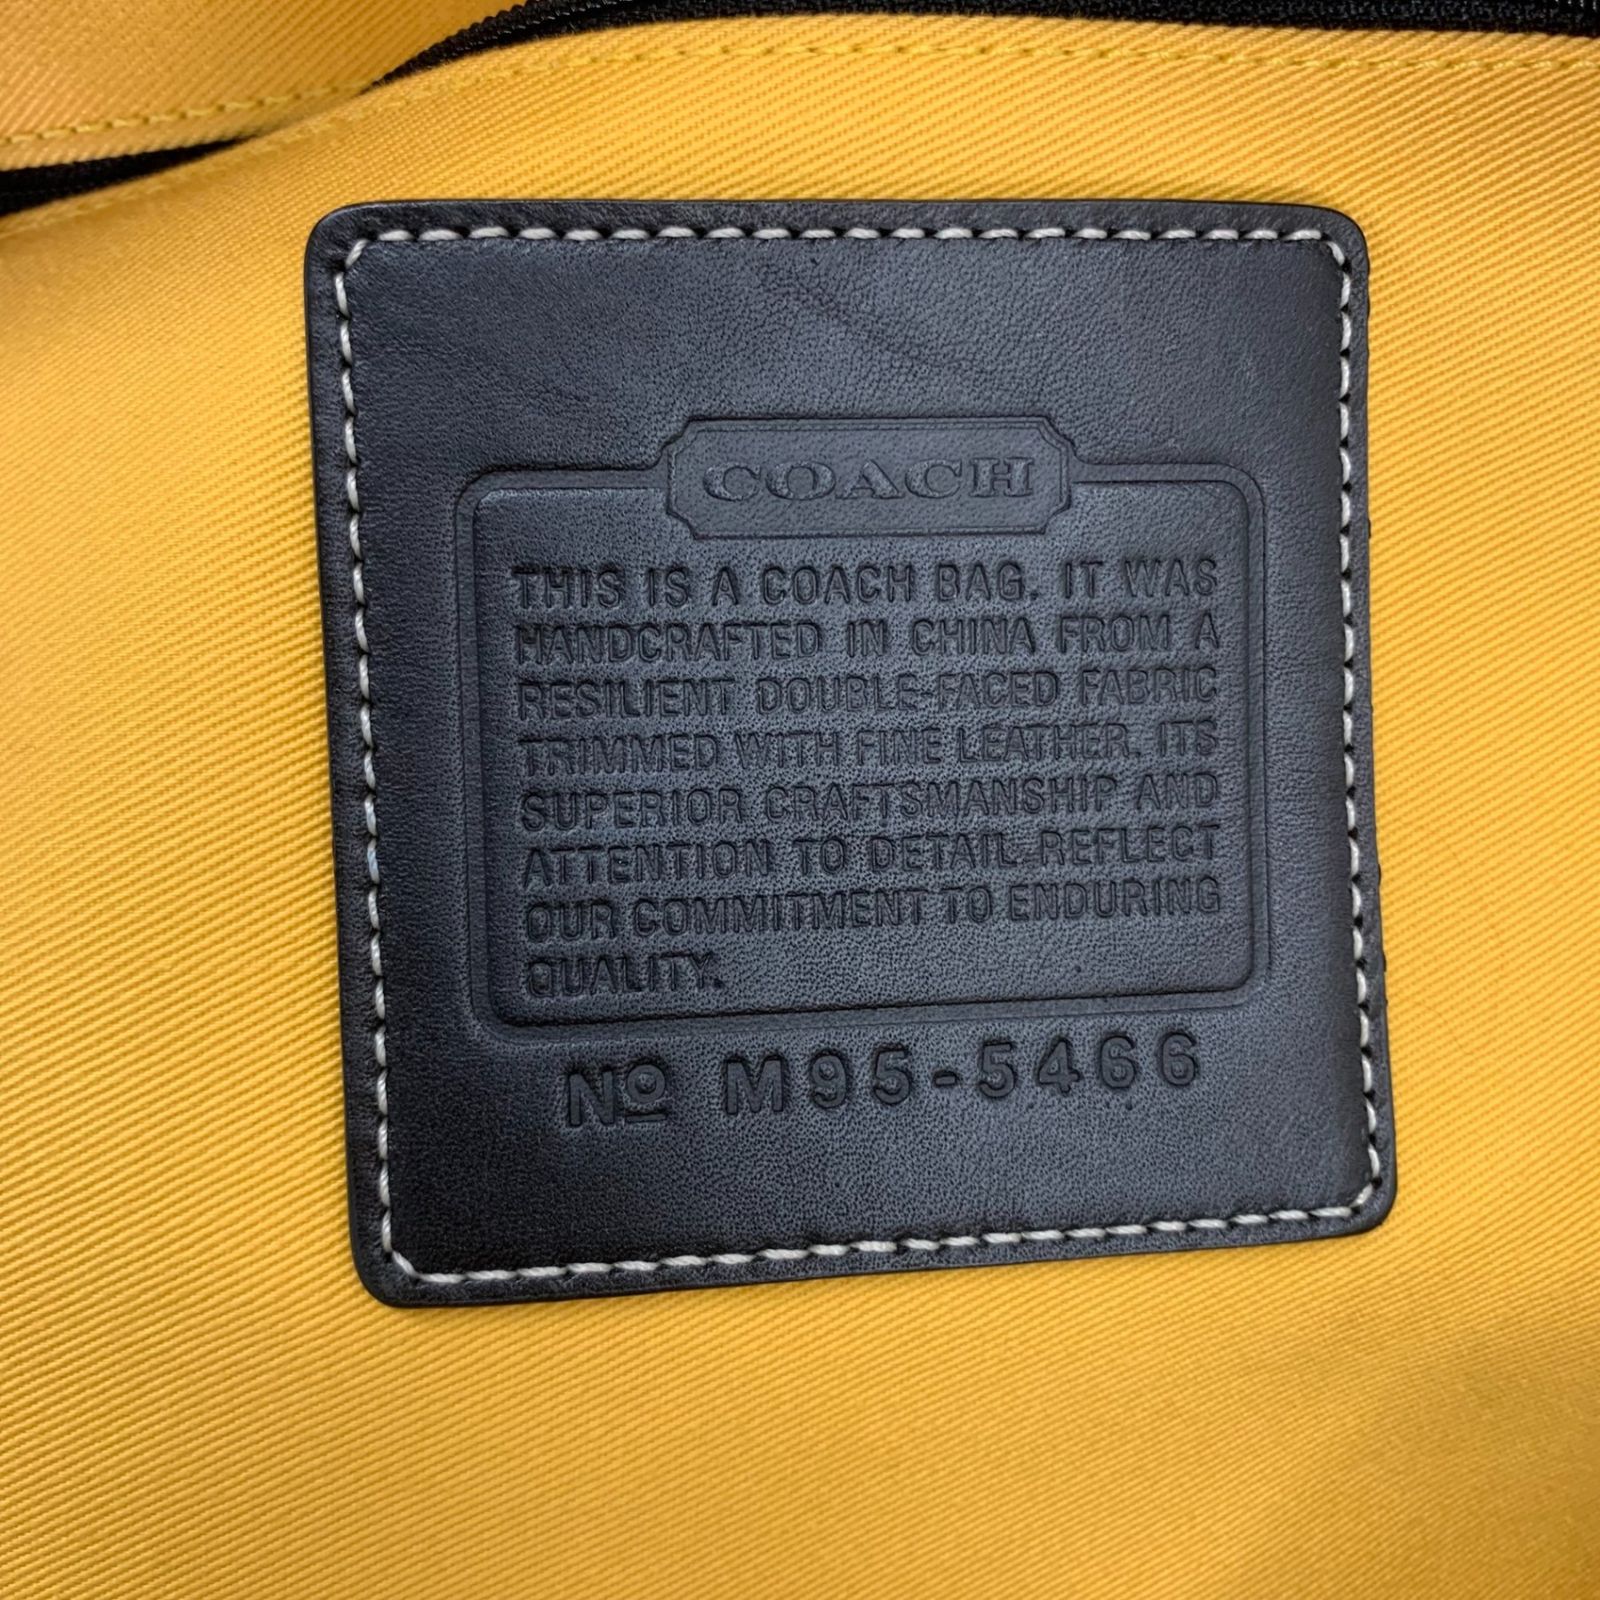 COACH
THIS IS A COACH BAG. IT WAS
HANDCRAFTED IN CHINA FROM A
RESILIENT DOUBLE-FACED FABRIC
TRIMMED WITH FINE LEATHER. ITS
SUPERIOR CRAFTSMANSHIP AND
ATTENTION TO DETAIL REFLECT
OUR COMMITMENT TO ENDURING
QUALITY.
Nº M95-5466